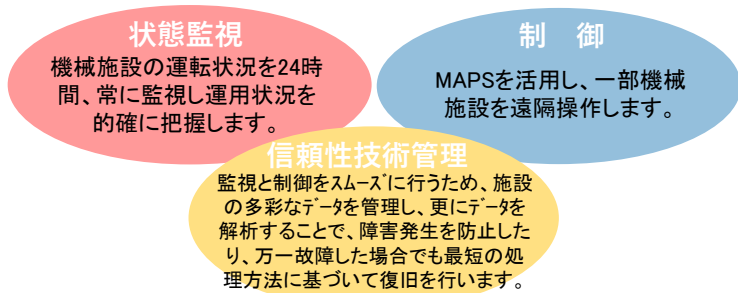 状態監視
機械施設の運転状況を24時
間、常に監視し運用状況を
的確に把握します。
制　御
MAPSを活用し、一部機械
施設を遠隔操作します。
信頼性技術管理
監視と制御をｽﾑｰｽﾞに行うため、施設
の多彩なﾃﾞｰﾀを管理し、更にﾃﾞｰﾀを
解析することで、障害発生を防止した
り、万一故障した場合でも最短の処
理方法に基づいて復旧を行います。